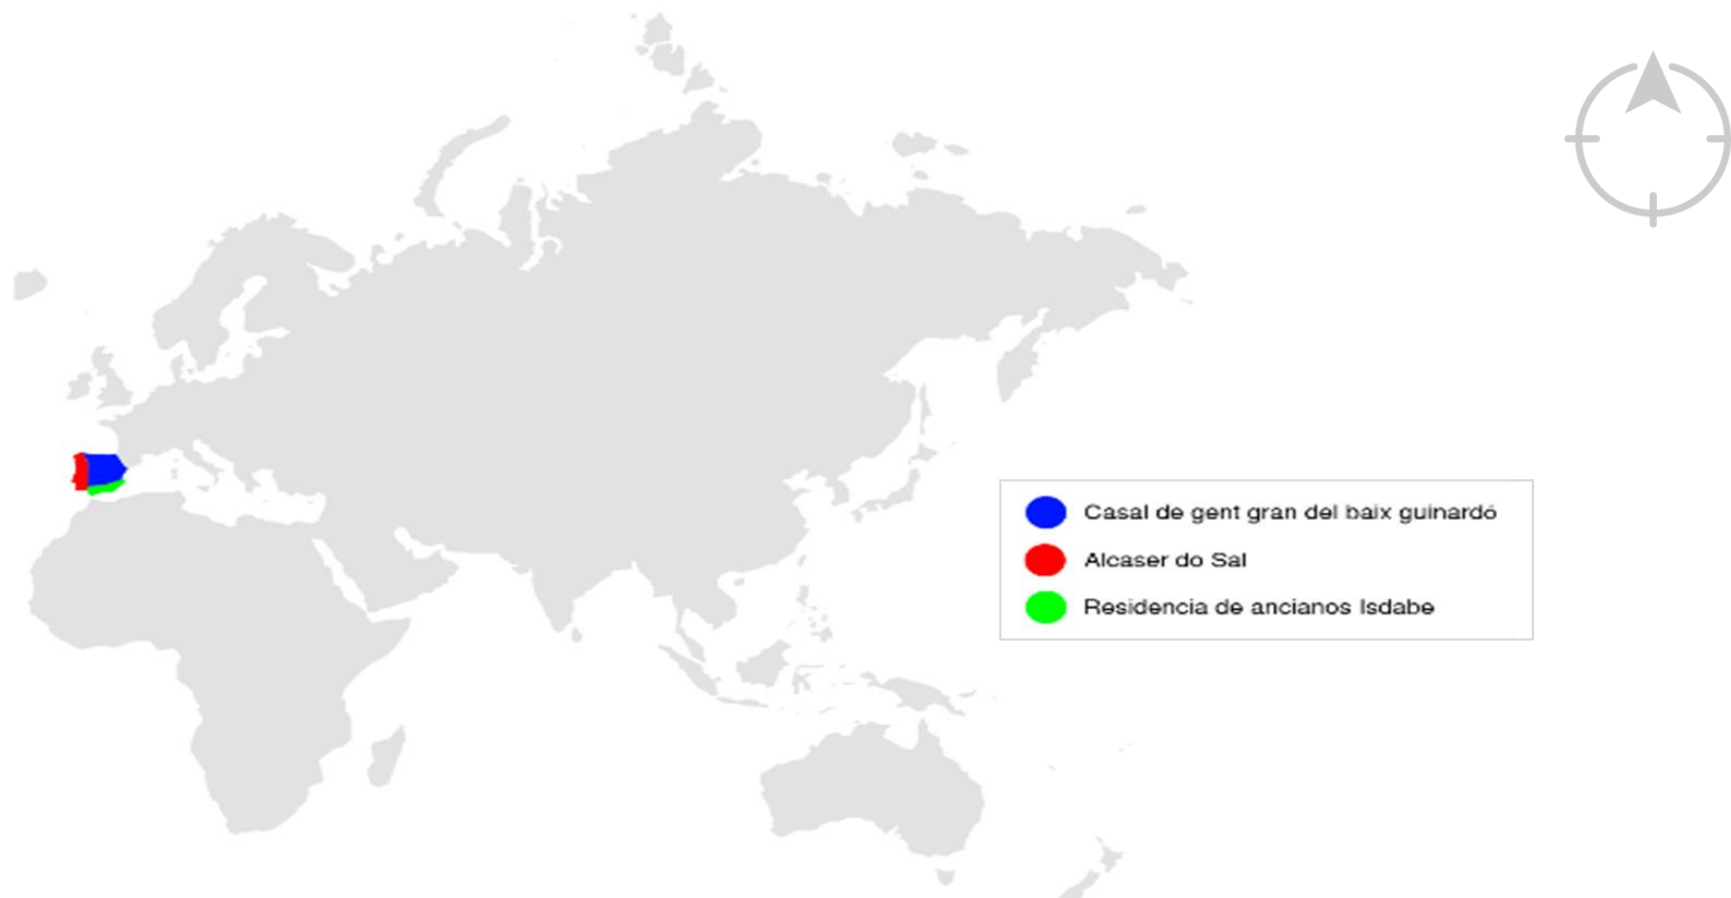 Casal de gent gran del baix guinardó
Alcaser do Sal
Residencia de ancianos Isdabe